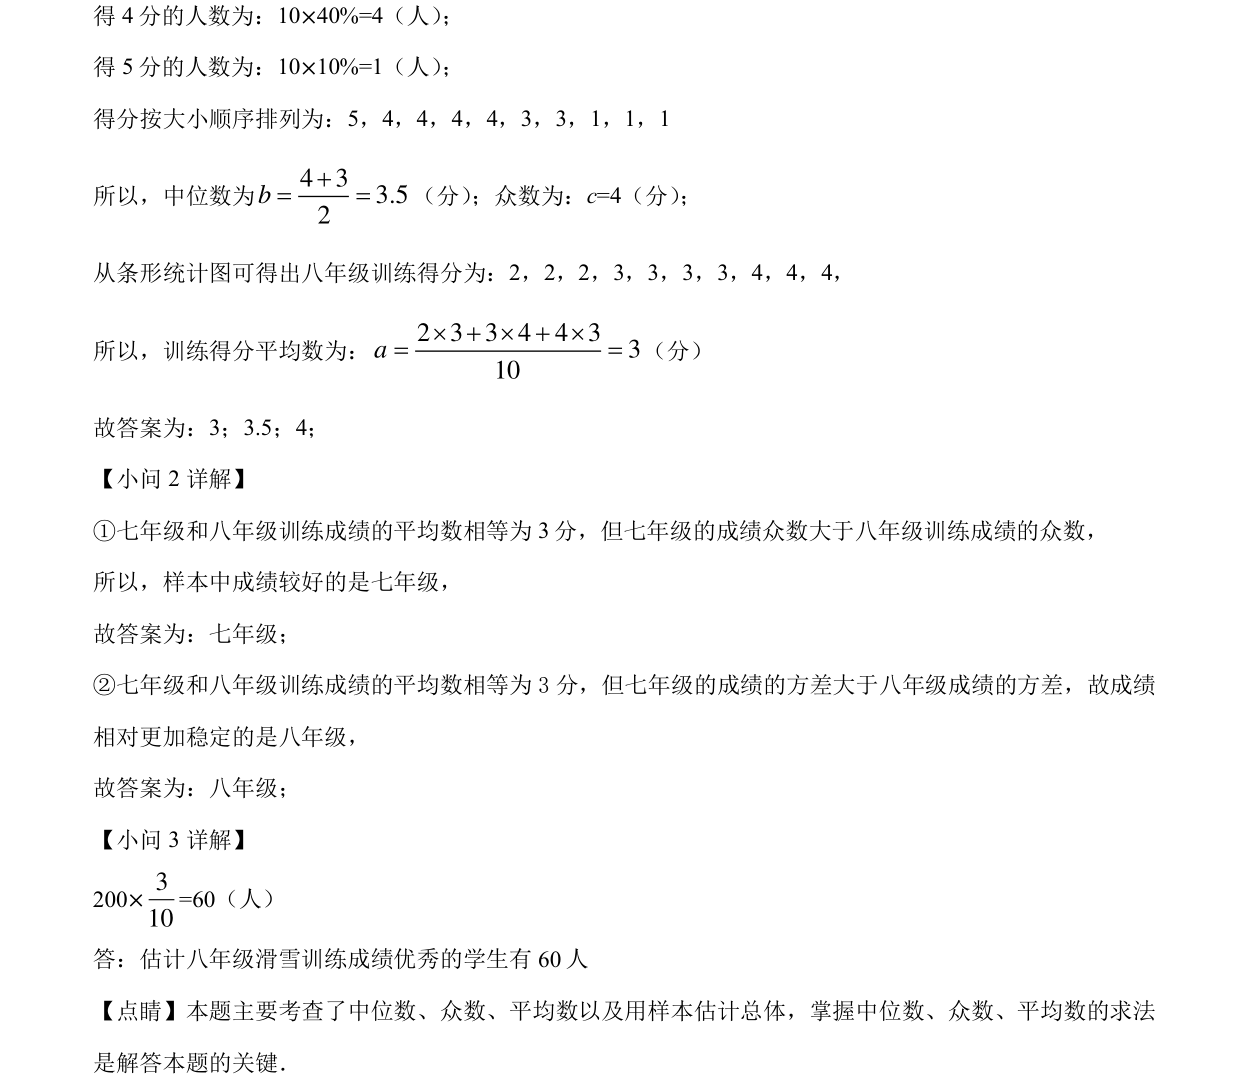 得 4 分的人数为：10×40%=4（人）；
得 5 分的人数为：10×10%=1（人）；
得分按大小顺序排列为：5，4，4，4，4，3，3，1，1，1
所以，中位数为 b = \frac{4+3}{2} = 3.5（分）；众数为：c=4（分）；
从条形统计图可得出八年级训练得分为：2，2，2，3，3，3，3，4，4，4，
所以，训练得分平均数为：a = \frac{2×3+3×4+4×3}{10} = 3（分）
故答案为：3；3.5；4；
【小问 2 详解】
①七年级和八年级训练成绩的平均数相等为 3 分，但七年级的成绩众数大于八年级训练成绩的众数，
所以，样本中成绩较好的是七年级，
故答案为：七年级；
②七年级和八年级训练成绩的平均数相等为 3 分，但七年级的成绩的方差大于八年级成绩的方差，故成绩
相对更加稳定的是八年级，
故答案为：八年级；
【小问 3 详解】
200×\frac{3}{10}=60（人）
答：估计八年级滑雪训练成绩优秀的学生有 60 人
【点睛】本题主要考查了中位数、众数、平均数以及用样本估计总体，掌握中位数、众数、平均数的求法
是解答本题的关键．